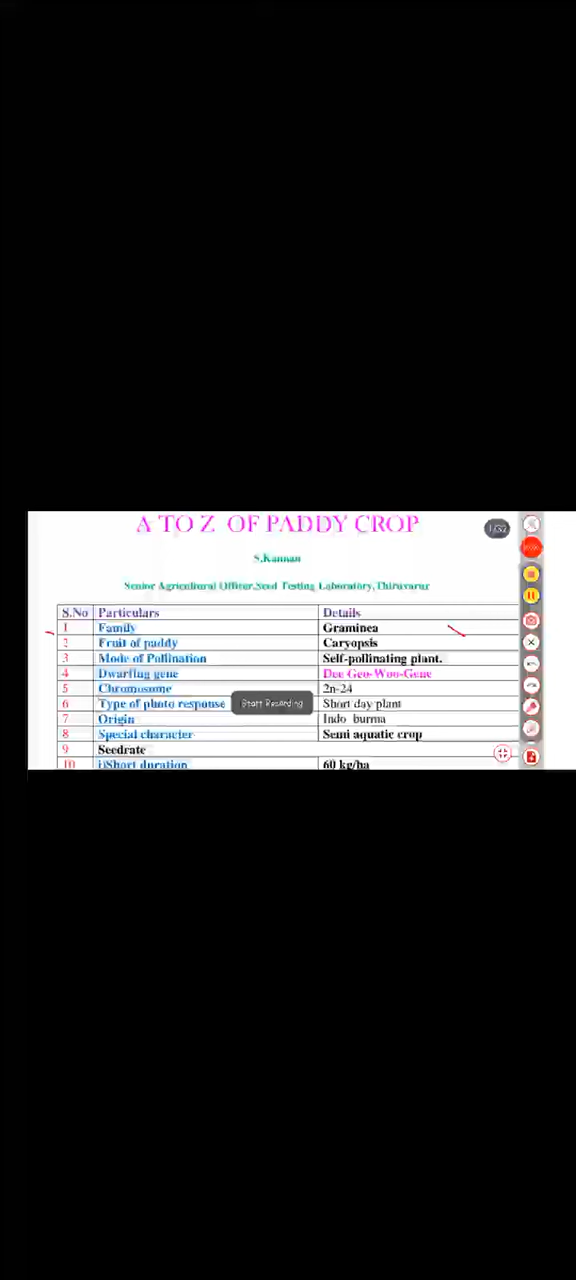 A TO Z OF PADDY CROP
1/32
S.Kannan
Senior Agricultural Officer,Seed Testing Laboratory,Thiruvarur
S.No Particulars Details
1 Family Graminea
2 Fruit of paddy Caryopsis
3 Mode of Pollination Self-pollinating plant.
4 Dwarfing gene Dee Geo-Woo-Gene
5 Chromosome 2n-24
6 Type of photo response Short day plant
Start Recording
7 Origin Indo burma
8 Special character Semi aquatic crop
9 Seedrate
10 i)Short duration 60 kg/ha